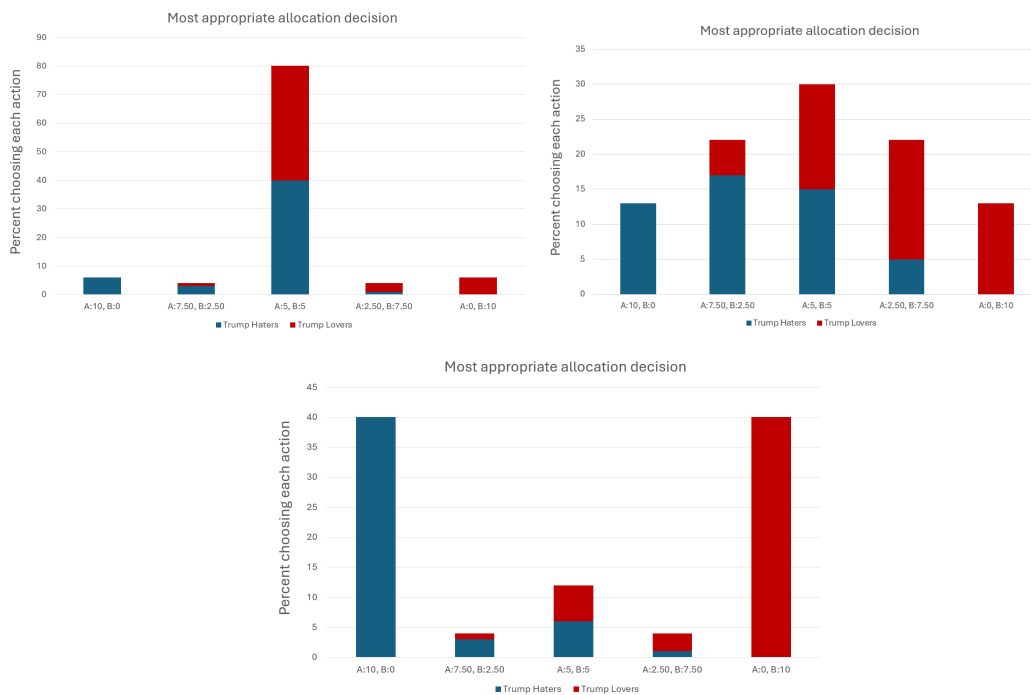 Most appropriate allocation decision
Percent choosing each action
90
80
70
60
50
40
30
20
10
0
A:10, B:0
A:7.50, B:2.50
A:5, B:5
A:2.50, B:7.50
A:0, B:10
Trump Haters
Trump Lovers
Most appropriate allocation decision
Percent choosing each action
35
30
25
20
15
10
5
0
A:10, B:0
A:7.50, B:2.50
A:5, B:5
A:2.50, B:7.50
A:0, B:10
Trump Haters
Trump Lovers
Most appropriate allocation decision
Percent choosing each action
45
40
35
30
25
20
15
10
5
0
A:10, B:0
A:7.50, B:2.50
A:5, B:5
A:2.50, B:7.50
A:0, B:10
Trump Haters
Trump Lovers